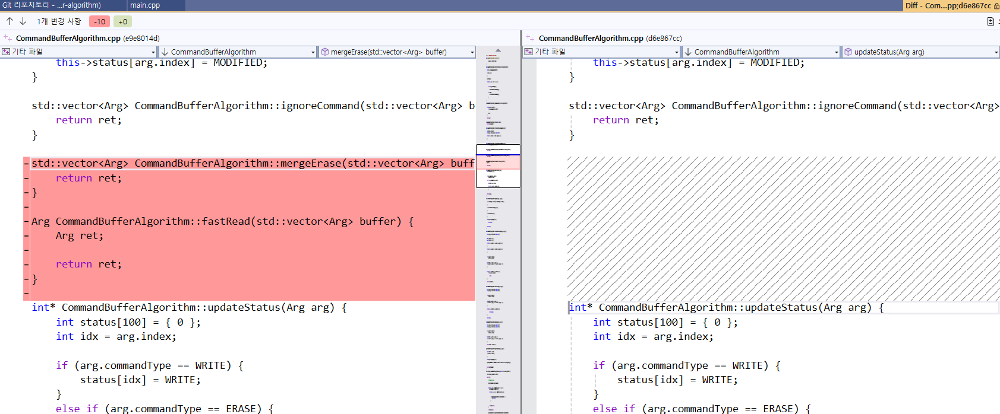 Git 리포지토리 - ...r-algorithm)
main.cpp
Diff - Com...pp;d6e867cc
1개 변경 사항
-10
+0
CommandBufferAlgorithm.cpp (e9e8014d)
기타 파일
CommandBufferAlgorithm
mergeErase(std::vector<Arg> buffer)
this->status[arg.index] = MODIFIED;
}
std::vector<Arg> CommandBufferAlgorithm::ignoreCommand(std::vector<Arg> b
return ret;
}
- std::vector<Arg> CommandBufferAlgorithm::mergeErase(std::vector<Arg> buff
- return ret;
- }
-
- Arg CommandBufferAlgorithm::fastRead(std::vector<Arg> buffer) {
- Arg ret;
-
- return ret;
- }
-
int* CommandBufferAlgorithm::updateStatus(Arg arg) {
int status[100] = { 0 };
int idx = arg.index;
if (arg.commandType == WRITE) {
status[idx] = WRITE;
}
else if (arg.commandType == ERASE) {
CommandBufferAlgorithm.cpp (d6e867cc)
기타 파일
CommandBufferAlgorithm
updateStatus(Arg arg)
this->status[arg.index] = MODIFIED;
}
std::vector<Arg> CommandBufferAlgorithm::ignoreCommand(std::vector<Arg>
return ret;
}
int* CommandBufferAlgorithm::updateStatus(Arg arg) {
int status[100] = { 0 };
int idx = arg.index;
if (arg.commandType == WRITE) {
status[idx] = WRITE;
}
else if (arg.commandType == ERASE) {